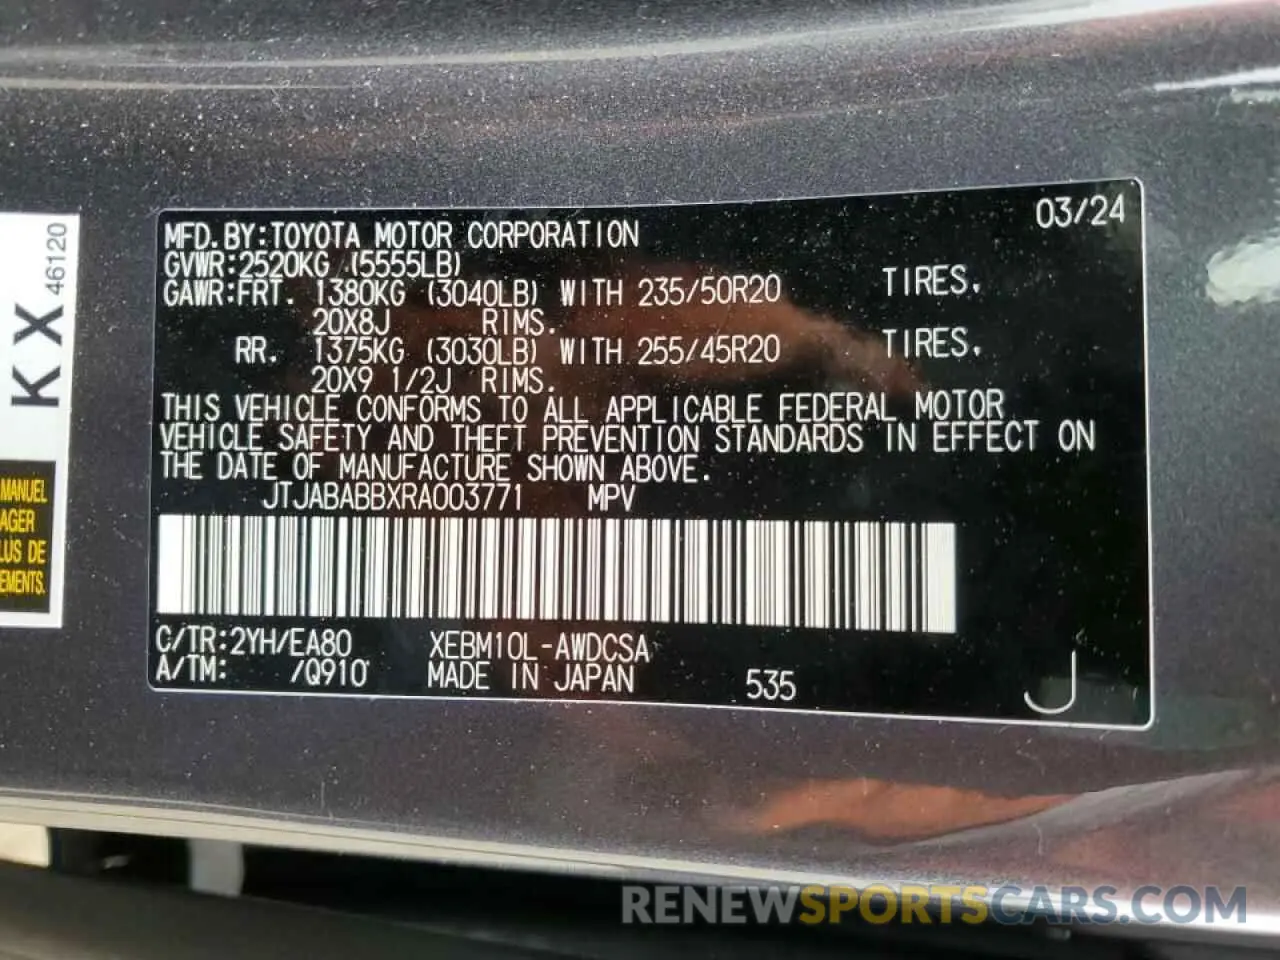 MFD. BY:TOYOTA MOTOR CORPORATION 03/24
GVWR:2520KG (5555LB)
GAWR:FRT. 1380KG (3040LB) WITH 235/50R20 TIRES.
20X8J RIMS.
RR. 1375KG (3030LB) WITH 255/45R20 TIRES.
20X9 1/2J RIMS.
THIS VEHICLE CONFORMS TO ALL APPLICABLE FEDERAL MOTOR
VEHICLE SAFETY AND THEFT PREVENTION STANDARDS IN EFFECT ON
THE DATE OF MANUFACTURE SHOWN ABOVE.
JTJABABBXRA003771 MPV
C/TR:2YH/EA80 XEBM10L-AWDCSA
A/TM: /Q910 MADE IN JAPAN 535 J
KX
46120
MANUEL
AGER
LUS DE
EMENTS.
RENEWSPORTSCARS.COM